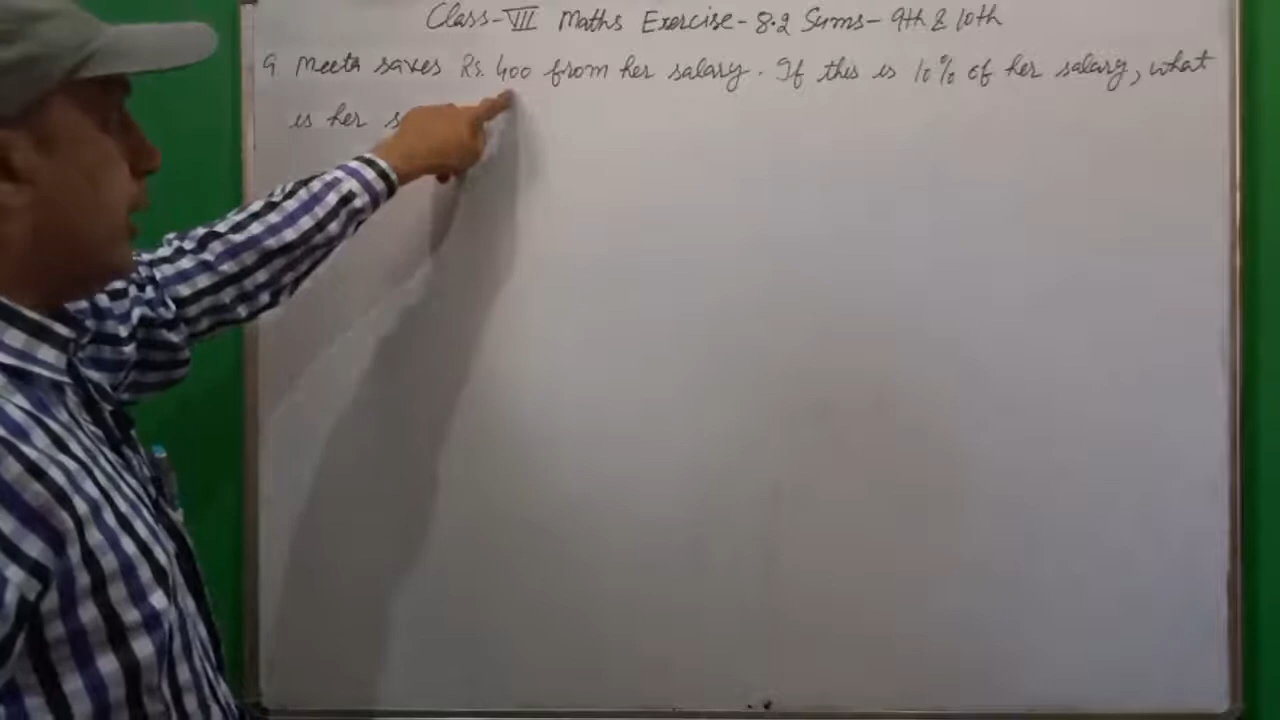 Class-VII Maths Exercise-8.2 Sums-9th & 10th
9 Meeta saves Rs. 400 from her salary. If this is 10% of her salary, what
is her